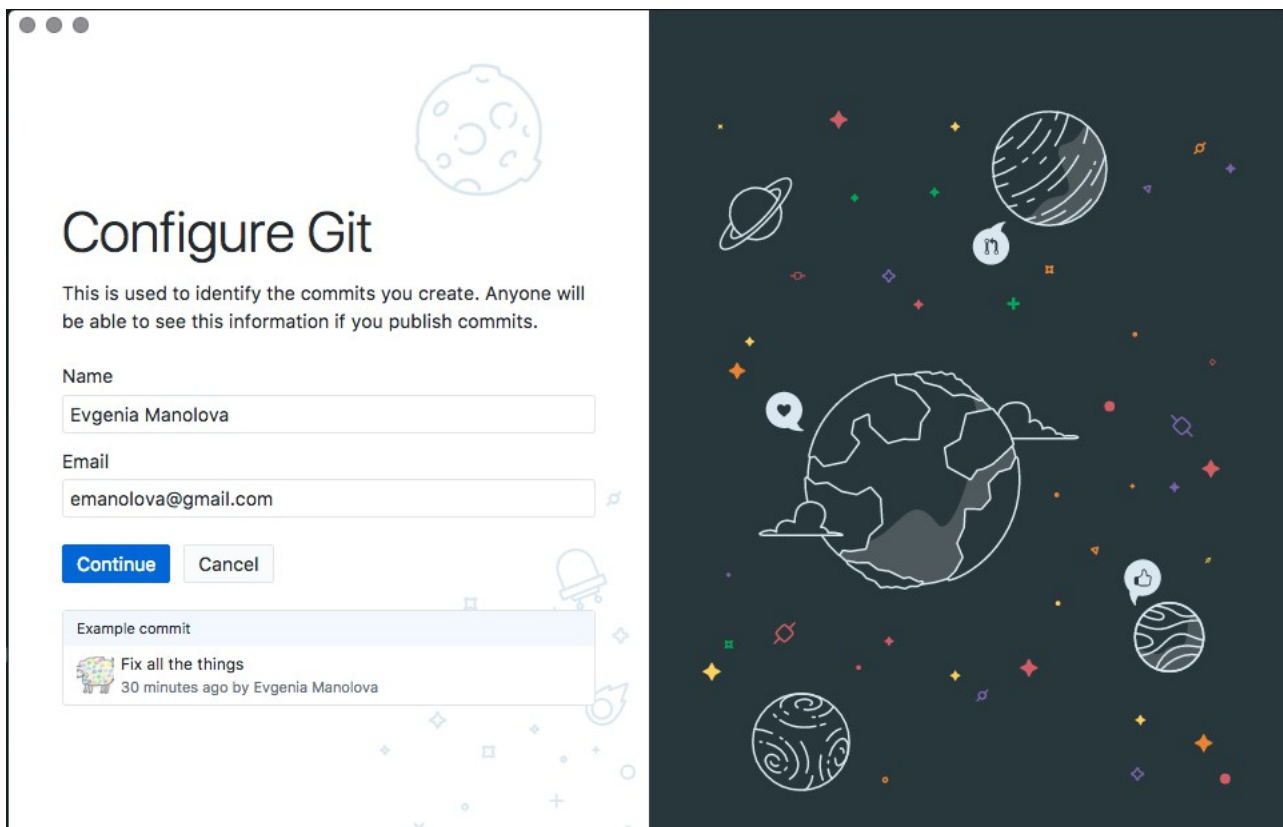 Configure Git
This is used to identify the commits you create. Anyone will
be able to see this information if you publish commits.
Name
Evgenia Manolova
Email
emanolova@gmail.com
Continue Cancel
Example commit
Fix all the things
30 minutes ago by Evgenia Manolova